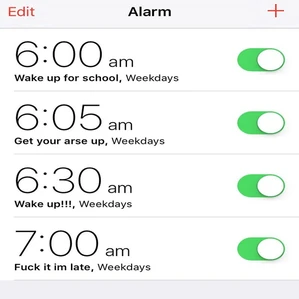 Edit Alarm +
6:00 am
Wake up for school, Weekdays
6:05 am
Get your arse up, Weekdays
6:30 am
Wake up!!!, Weekdays
7:00 am
Fuck it im late, Weekdays